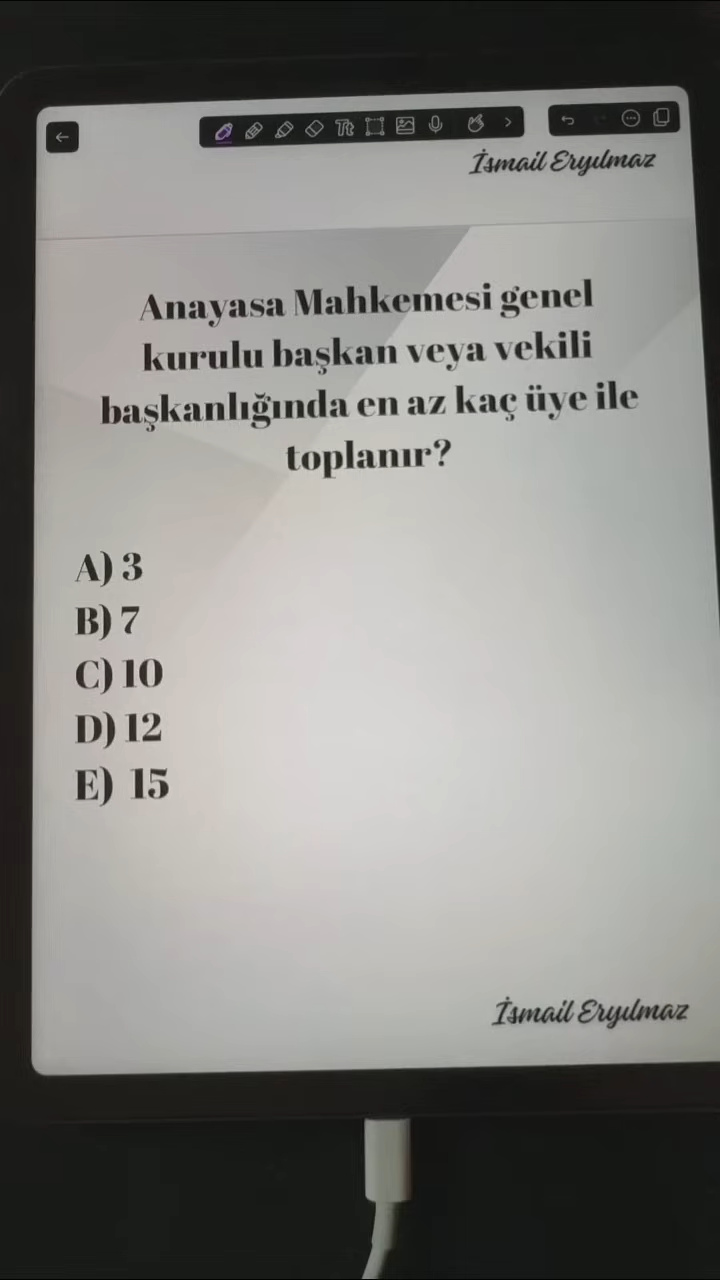 İsmail Eryılmaz
Anayasa Mahkemesi genel
kurulu başkan veya vekili
başkanlığında en az kaç üye ile
toplanır?
A) 3
B) 7
C) 10
D) 12
E) 15
İsmail Eryılmaz